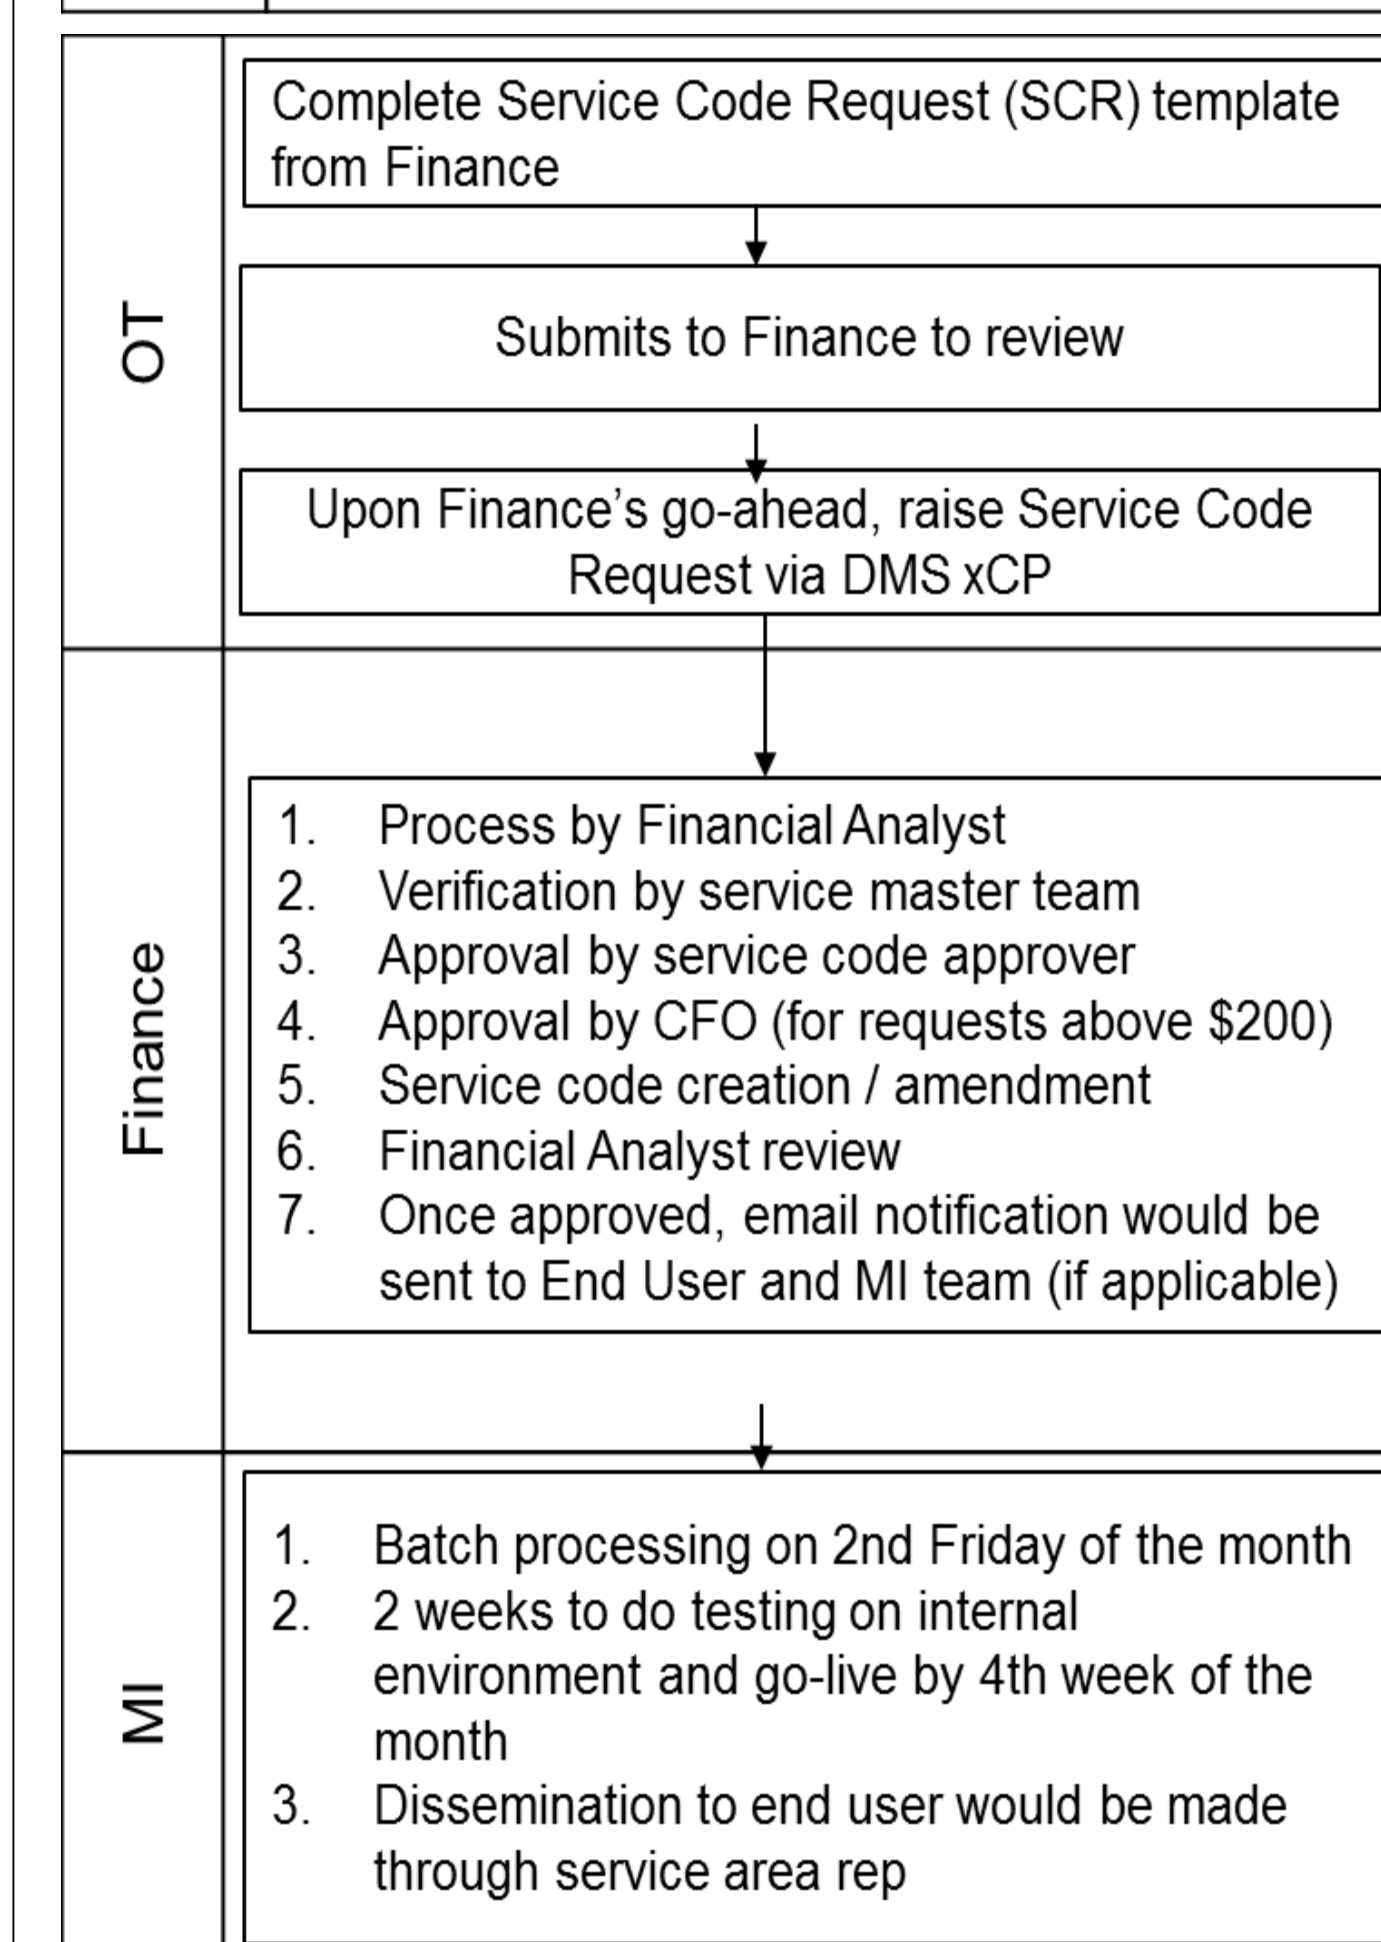 OT
Complete Service Code Request (SCR) template
from Finance
Submits to Finance to review
Upon Finance’s go-ahead, raise Service Code
Request via DMS xCP
Finance
1. Process by Financial Analyst
2. Verification by service master team
3. Approval by service code approver
4. Approval by CFO (for requests above $200)
5. Service code creation / amendment
6. Financial Analyst review
7. Once approved, email notification would be
sent to End User and MI team (if applicable)
MI
1. Batch processing on 2nd Friday of the month
2. 2 weeks to do testing on internal
environment and go-live by 4th week of the
month
3. Dissemination to end user would be made
through service area rep